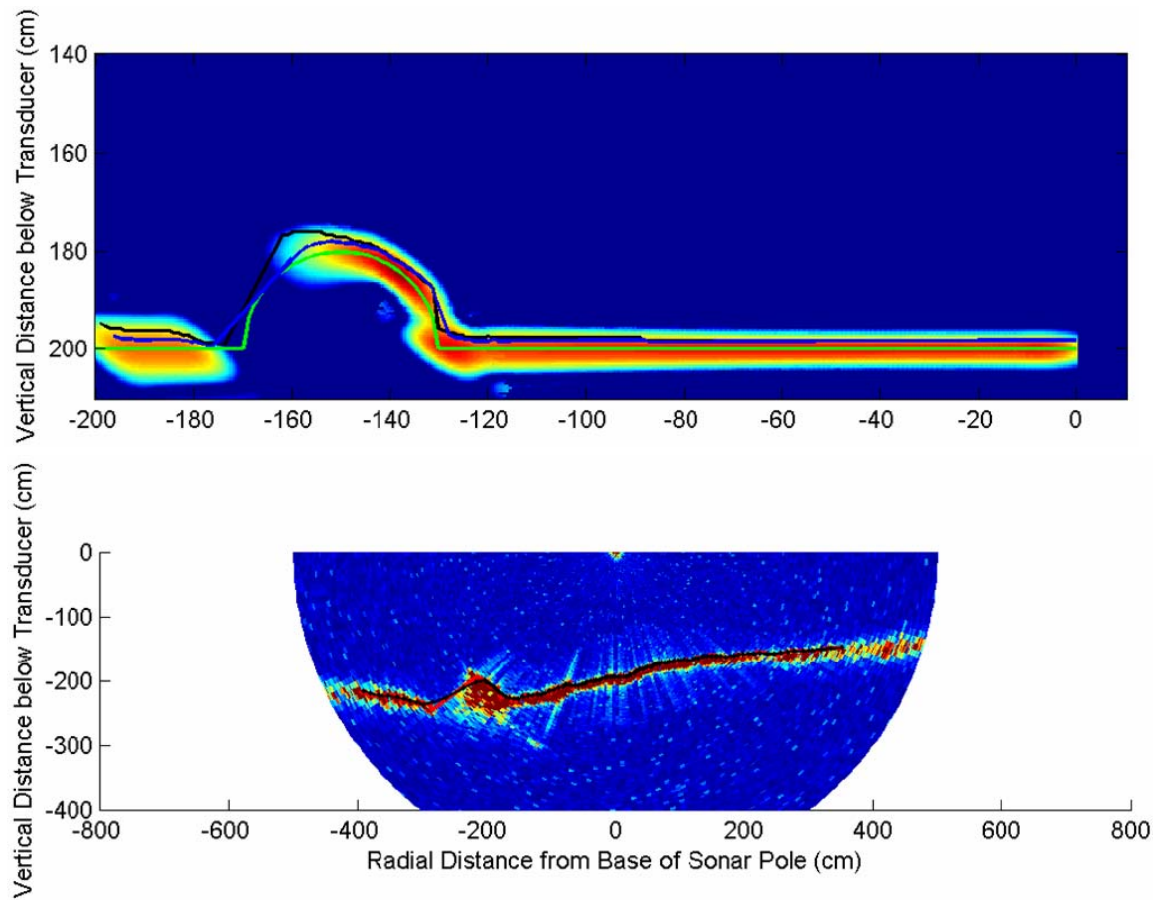 Vertical Distance below Transducer (cm)
140
160
180
200
-200 -180 -160 -140 -120 -100 -80 -60 -40 -20 0
Vertical Distance below Transducer (cm)
0
-100
-200
-300
-400
-800 -600 -400 -200 0 200 400 600 800
Radial Distance from Base of Sonar Pole (cm)